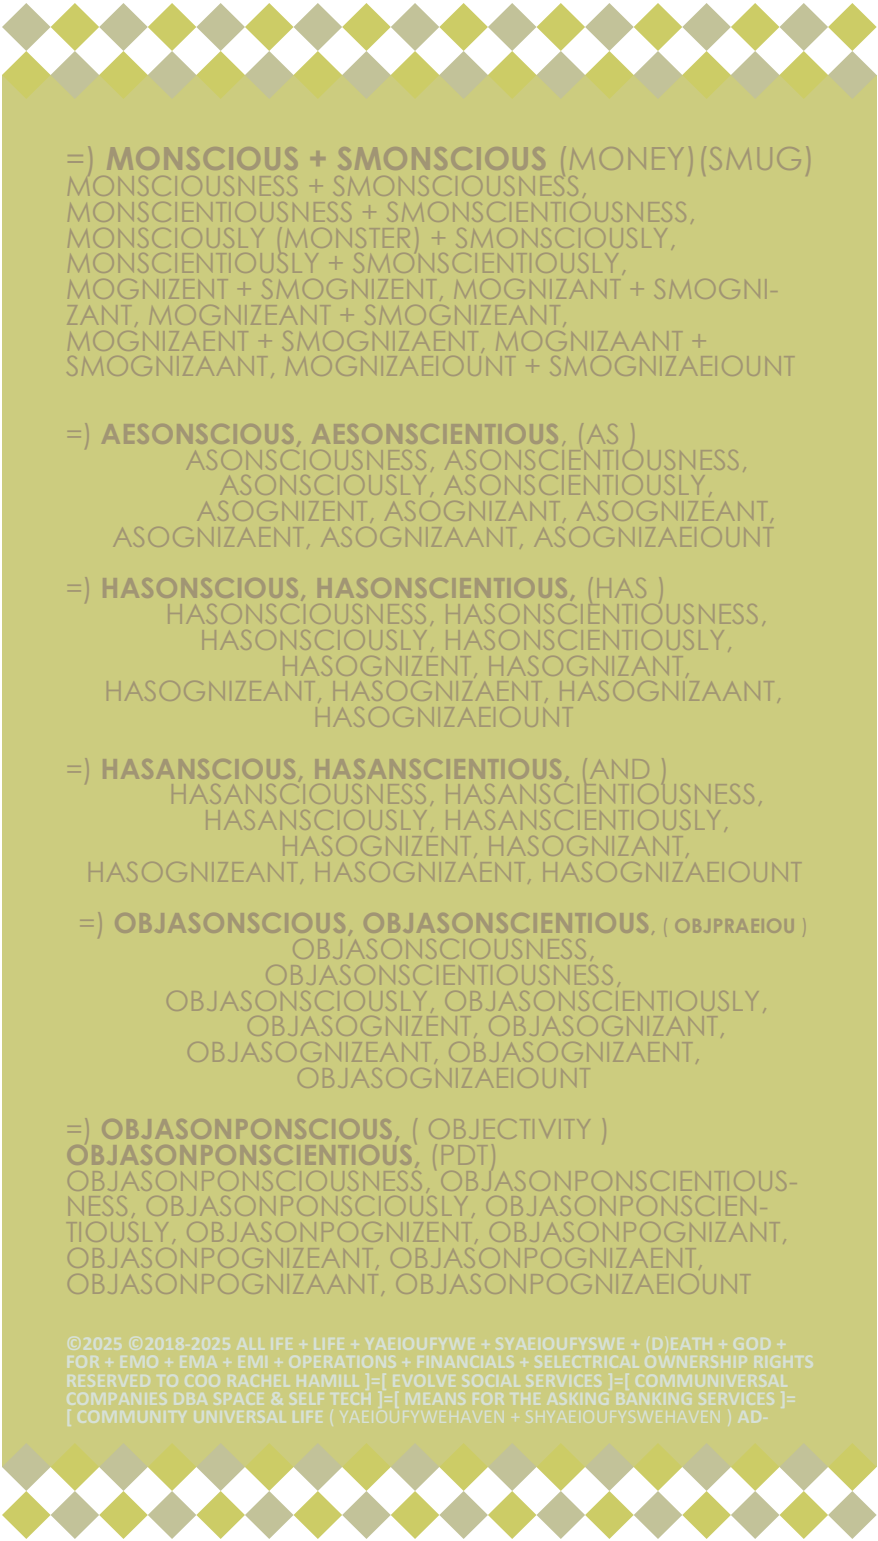 =) MONSCIOUS + SMONSCIOUS (MONEY)(SMUG)
MONSCIOUSNESS + SMONSCIOUSNESS,
MONSCIENTIOUSNESS + SMONSCIENTIOUSNESS,
MONSCIOUSLY (MONSTER) + SMONSCIOUSLY,
MONSCIENTIOUSLY + SMONSCIENTIOUSLY,
MOGNIZENT + SMOGNIZENT, MOGNIZANT + SMOGNI-
ZANT, MOGNIZEANT + SMOGNIZEANT,
MOGNIZAENT + SMOGNIZAENT, MOGNIZAANT +
SMOGNIZAANT, MOGNIZAEIOUNT + SMOGNIZAEIOUNT
=) AESONSCIOUS, AESONSCIENTIOUS, (AS )
ASONSCIOUSNESS, ASONSCIENTIOUSNESS,
ASONSCIOUSLY, ASONSCIENTIOUSLY,
ASOGNIZENT, ASOGNIZANT, ASOGNIZEANT,
ASOGNIZAENT, ASOGNIZAANT, ASOGNIZAEIOUNT
=) HASONSCIOUS, HASONSCIENTIOUS, (HAS )
HASONSCIOUSNESS, HASONSCIENTIOUSNESS,
HASONSCIOUSLY, HASONSCIENTIOUSLY,
HASOGNIZENT, HASOGNIZANT,
HASOGNIZEANT, HASOGNIZAENT, HASOGNIZAANT,
HASOGNIZAEIOUNT
=) HASANSCIOUS, HASANSCIENTIOUS, (AND )
HASANSCIOUSNESS, HASANSCIENTIOUSNESS,
HASANSCIOUSLY, HASANSCIENTIOUSLY,
HASOGNIZENT, HASOGNIZANT,
HASOGNIZEANT, HASOGNIZAENT, HASOGNIZAEIOUNT
=) OBJASONSCIOUS, OBJASONSCIENTIOUS, ( OBJPRAEIOU )
OBJASONSCIOUSNESS,
OBJASONSCIENTIOUSNESS,
OBJASONSCIOUSLY, OBJASONSCIENTIOUSLY,
OBJASOGNIZENT, OBJASOGNIZANT,
OBJASOGNIZEANT, OBJASOGNIZAENT,
OBJASOGNIZAEIOUNT
=) OBJASONPONSCIOUS, ( OBJECTIVITY )
OBJASONPONSCIENTIOUS, (PDT)
OBJASONPONSCIOUSNESS, OBJASONPONSCIENTIOUS-
NESS, OBJASONPONSCIOUSLY, OBJASONPONSCIEN-
TIOUSLY, OBJASONPOGNIZENT, OBJASONPOGNIZANT,
OBJASONPOGNIZEANT, OBJASONPOGNIZAENT,
OBJASONPOGNIZAANT, OBJASONPOGNIZAEIOUNT
©2025 ©2018-2025 ALL IFE + LIFE + YAEIOUFYWE + SYAEIOUFYSWE + (D)EATH + GOD +
FOR + EMO + EMA + EMI + OPERATIONS + FINANCIALS + SELECTRICAL OWNERSHIP RIGHTS
RESERVED TO COO RACHEL HAMILL ]=[ EVOLVE SOCIAL SERVICES ]=[ COMMUNIVERSAL
COMPANIES DBA SPACE & SELF TECH ]=[ MEANS FOR THE ASKING BANKING SERVICES ]=
[ COMMUNITY UNIVERSAL LIFE ( YAEIOUFYWEHAVEN + SHYAEIOUFYSWEHAVEN ) AD-